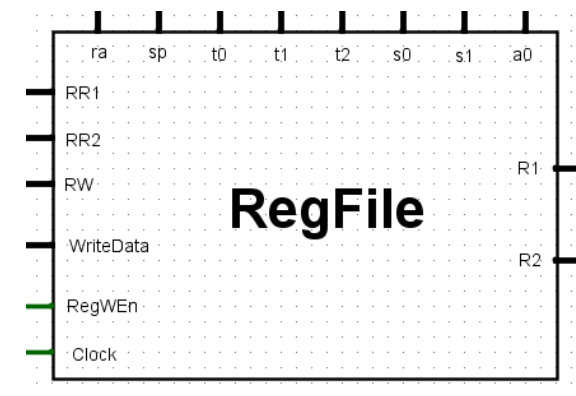 ra sp t0 t1 t2 s0 s1 a0
RR1
RR2
R1
RW
RegFile
WriteData
R2
RegWEn
Clock